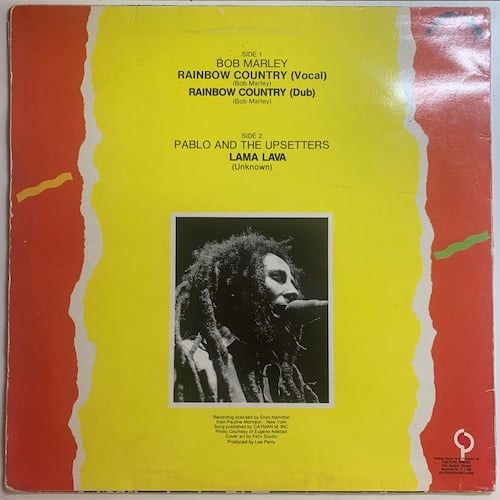 SIDE 1
BOB MARLEY
RAINBOW COUNTRY (Vocal)
(Bob Marley)
RAINBOW COUNTRY (Dub)
(Bob Marley)
SIDE 2
PABLO AND THE UPSETTERS
LAMA LAVA
(Unknown)
Recording licensed by Enzo Hamilton
from Pauline Morrison - New York
Song published by CAYMAN M. INC.
Photo Courtesy of Eugene Adebari
Cover art by Felix Studio
Produced by Lee Perry